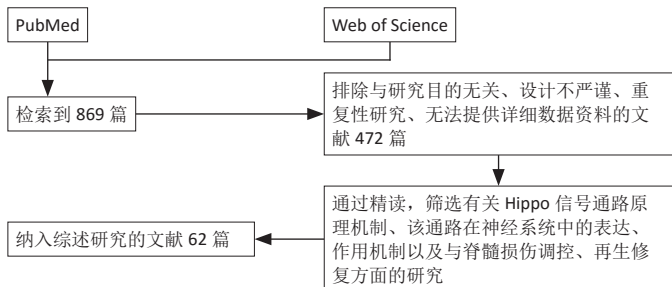 PubMed
Web of Science
检索到 869 篇
排除与研究目的无关、设计不严谨、重
复性研究、无法提供详细数据资料的文
献 472 篇
通过精读，筛选有关 Hippo 信号通路原
理机制、该通路在神经系统中的表达、
作用机制以及与脊髓损伤调控、再生修
复方面的研究
纳入综述研究的文献 62 篇